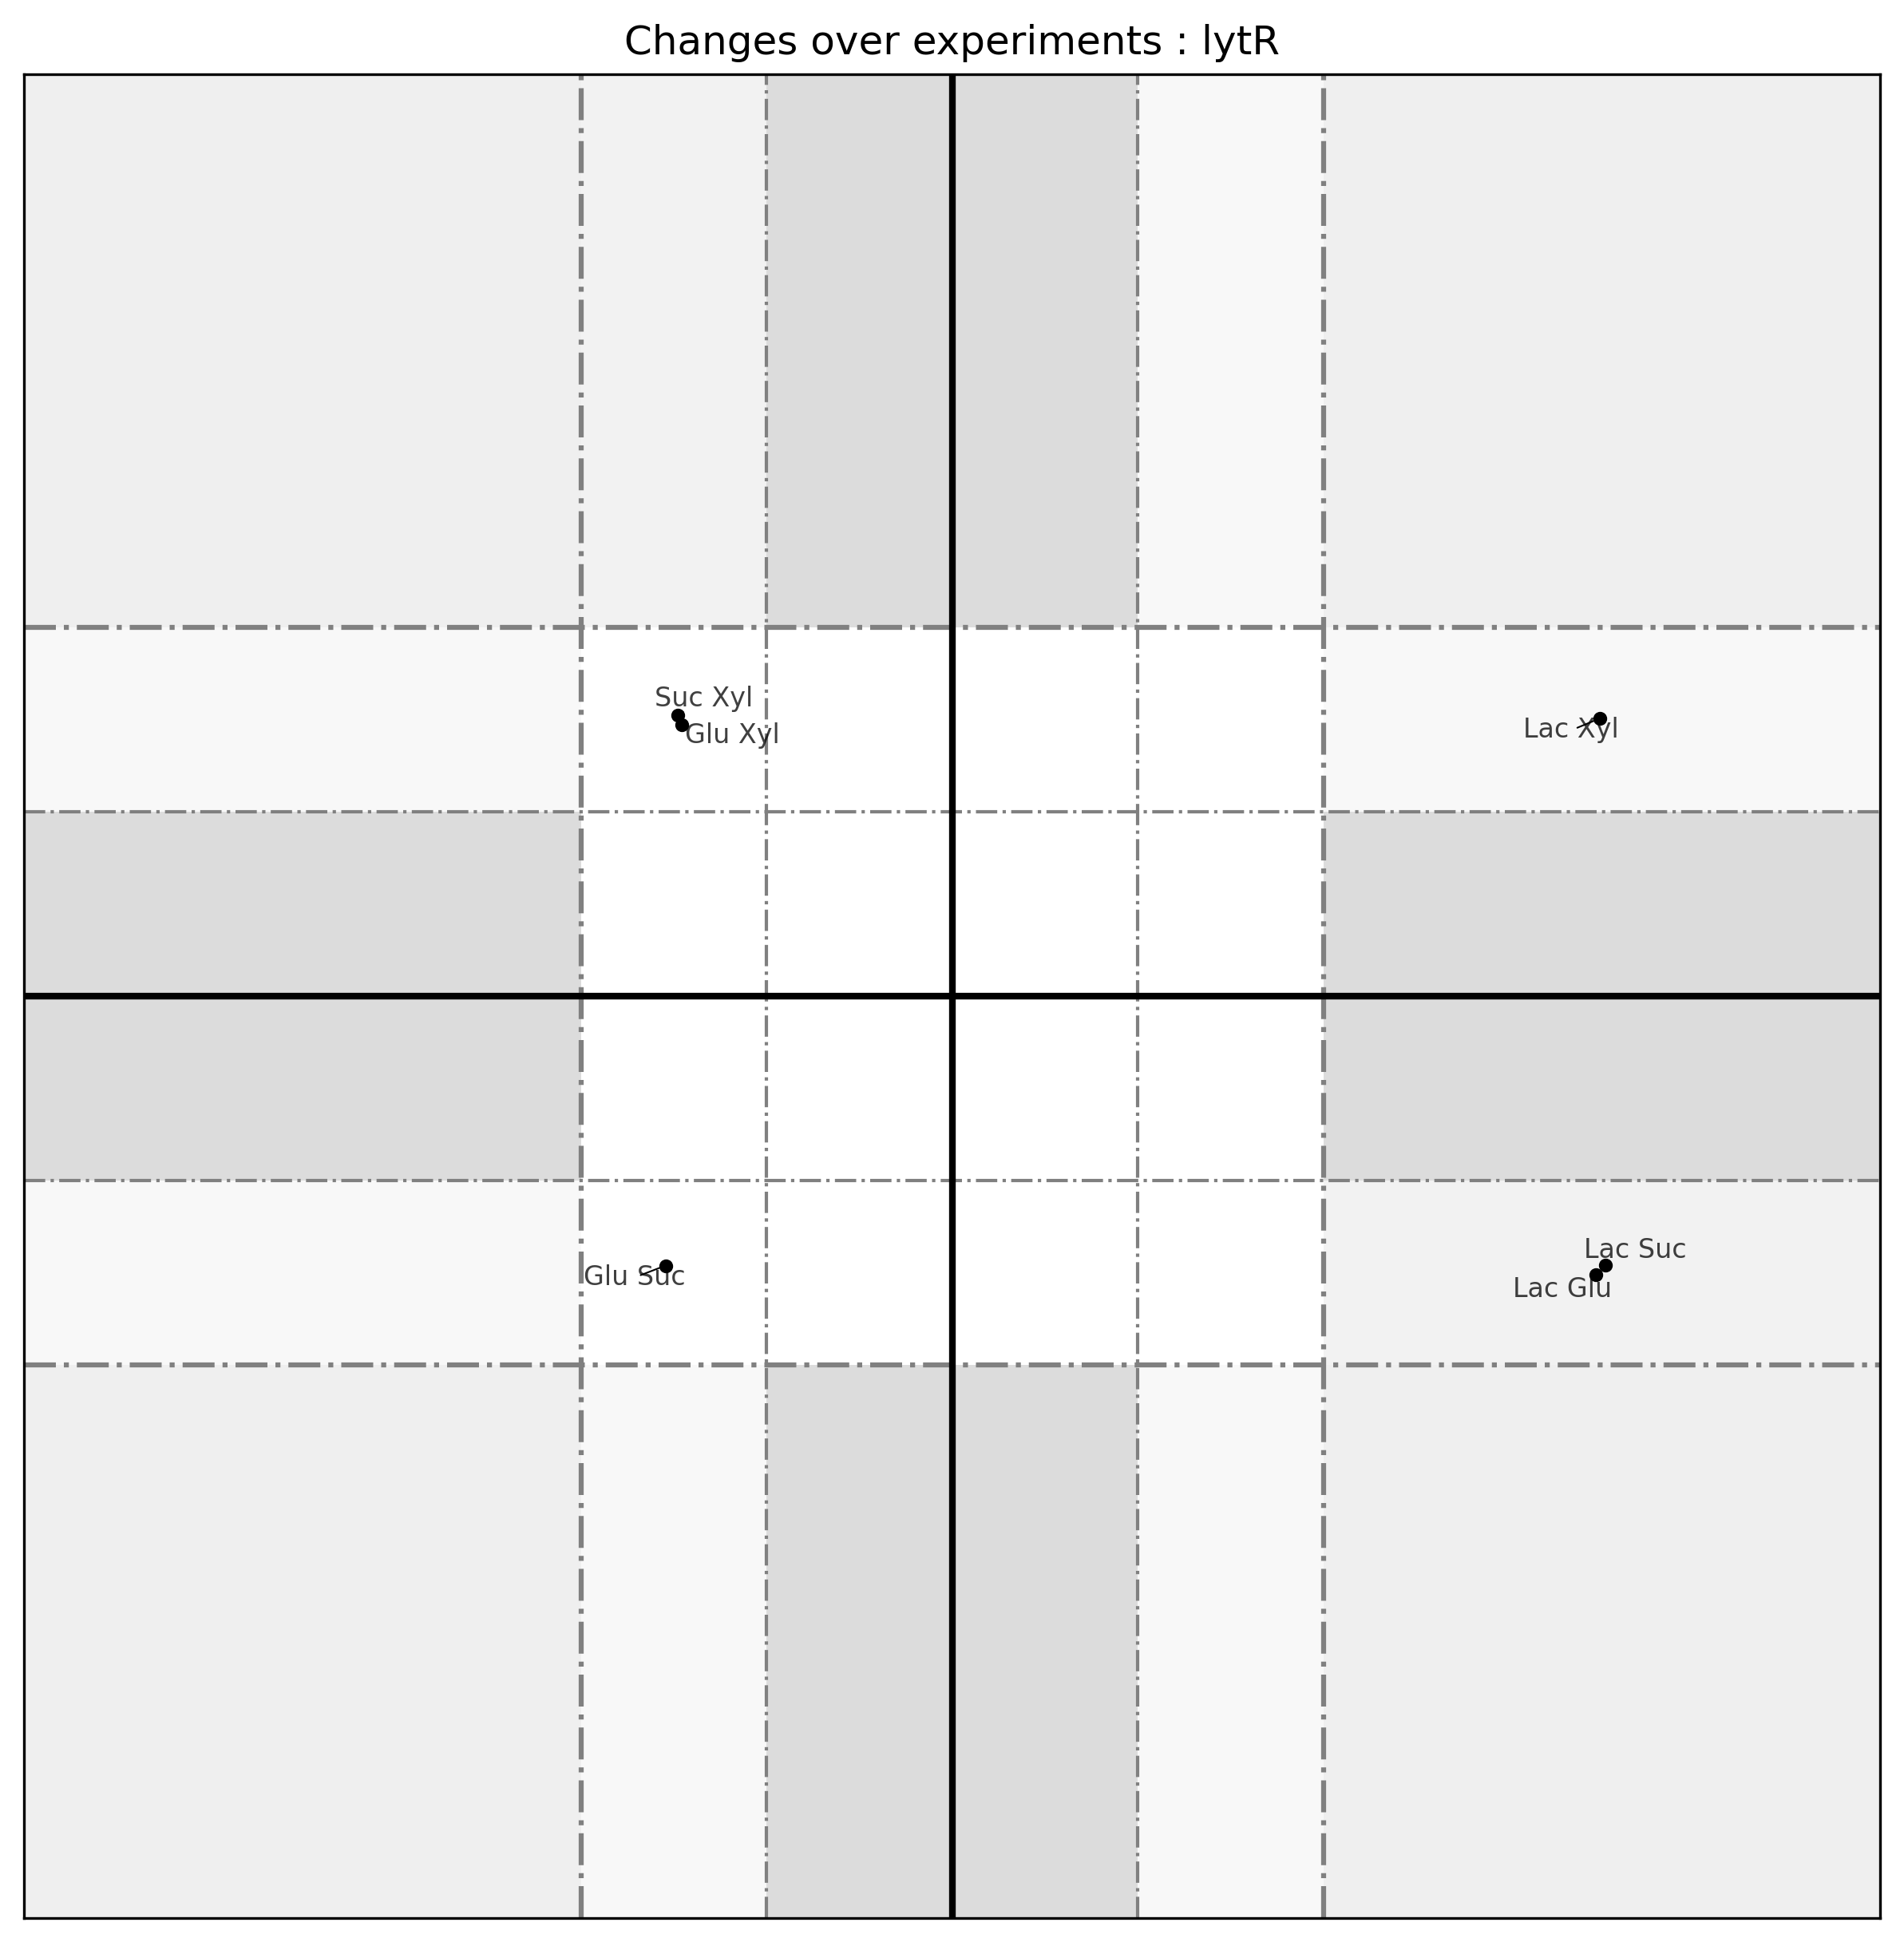 Changes over experiments : lytR
Suc Xyl
Glu Xyl
Lac Xyl
Lac Suc
Glu Suc
Lac Glu